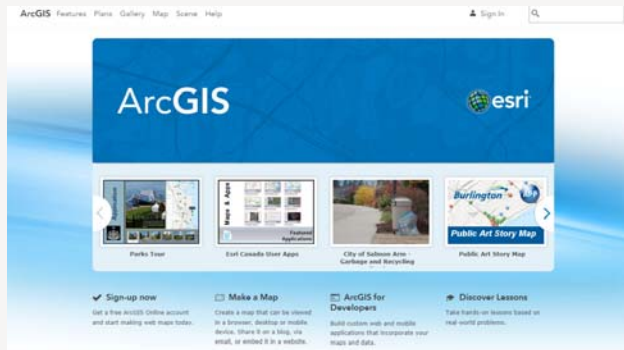 ArcGIS Features Plans Gallery Map Scene Help Sign In
ArcGIS
esri
Application
Maps & Apps
Featured
Applications
Burlington
Public Art Story Map
Parks Tour
Esri Canada User Apps
City of Salmon Arm -
Garbage and Recycling
Public Art Story Map
Sign-up now
Get a free ArcGIS Online account
and start making web maps today.
Make a Map
Create a map that can be viewed
in a browser, desktop or mobile
device. Share it on a blog, via
email, or embed it in a website.
ArcGIS for
Developers
Build custom web and mobile
applications that incorporate your
maps and data.
Discover Lessons
Take hands-on lessons based on
real-world problems.